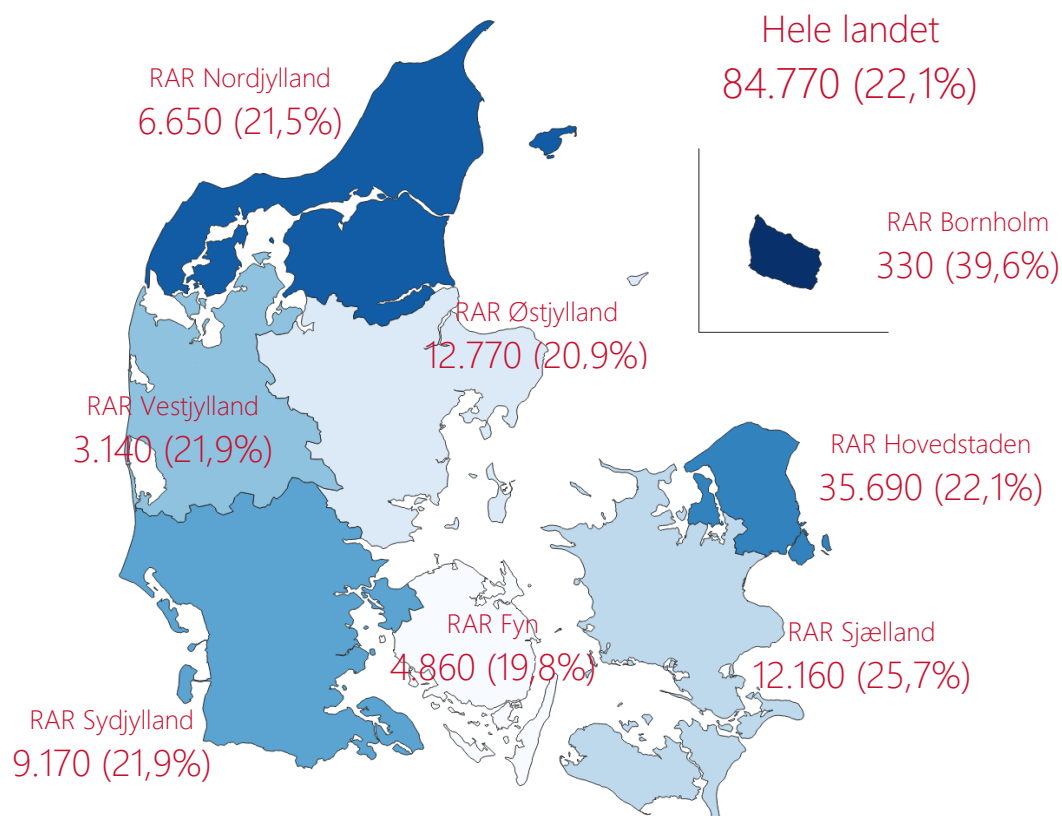 Hele landet
84.770 (22,1%)
RAR Nordjylland
6.650 (21,5%)
RAR Bornholm
330 (39,6%)
RAR Østjylland
12.770 (20,9%)
RAR Vestjylland
3.140 (21,9%)
RAR Hovedstaden
35.690 (22,1%)
RAR Fyn
4.860 (19,8%)
RAR Sjælland
12.160 (25,7%)
RAR Sydjylland
9.170 (21,9%)